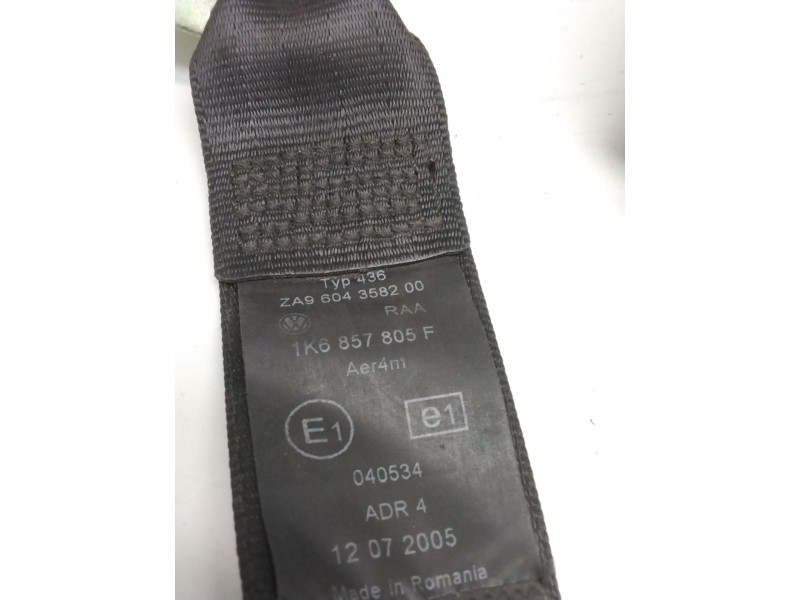 Typ 436
ZA9 604 3582 00
RAA
1K6 857 805 F
Aer4m
E1 e1
040534
ADR 4
12 07 2005
Made in Romania